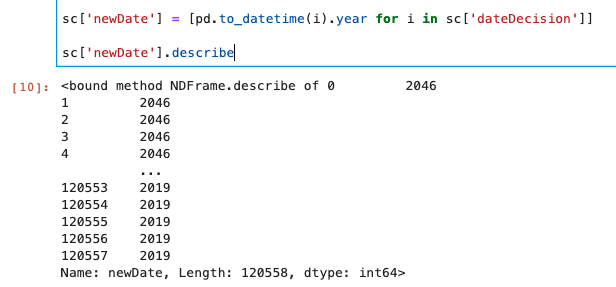 sc['newDate'] = [pd.to_datetime(i).year for i in sc['dateDecision']]
sc['newDate'].describe
[10]: <bound method NDFrame.describe of 0         2046
1         2046
2         2046
3         2046
4         2046
...
120553    2019
120554    2019
120555    2019
120556    2019
120557    2019
Name: newDate, Length: 120558, dtype: int64>